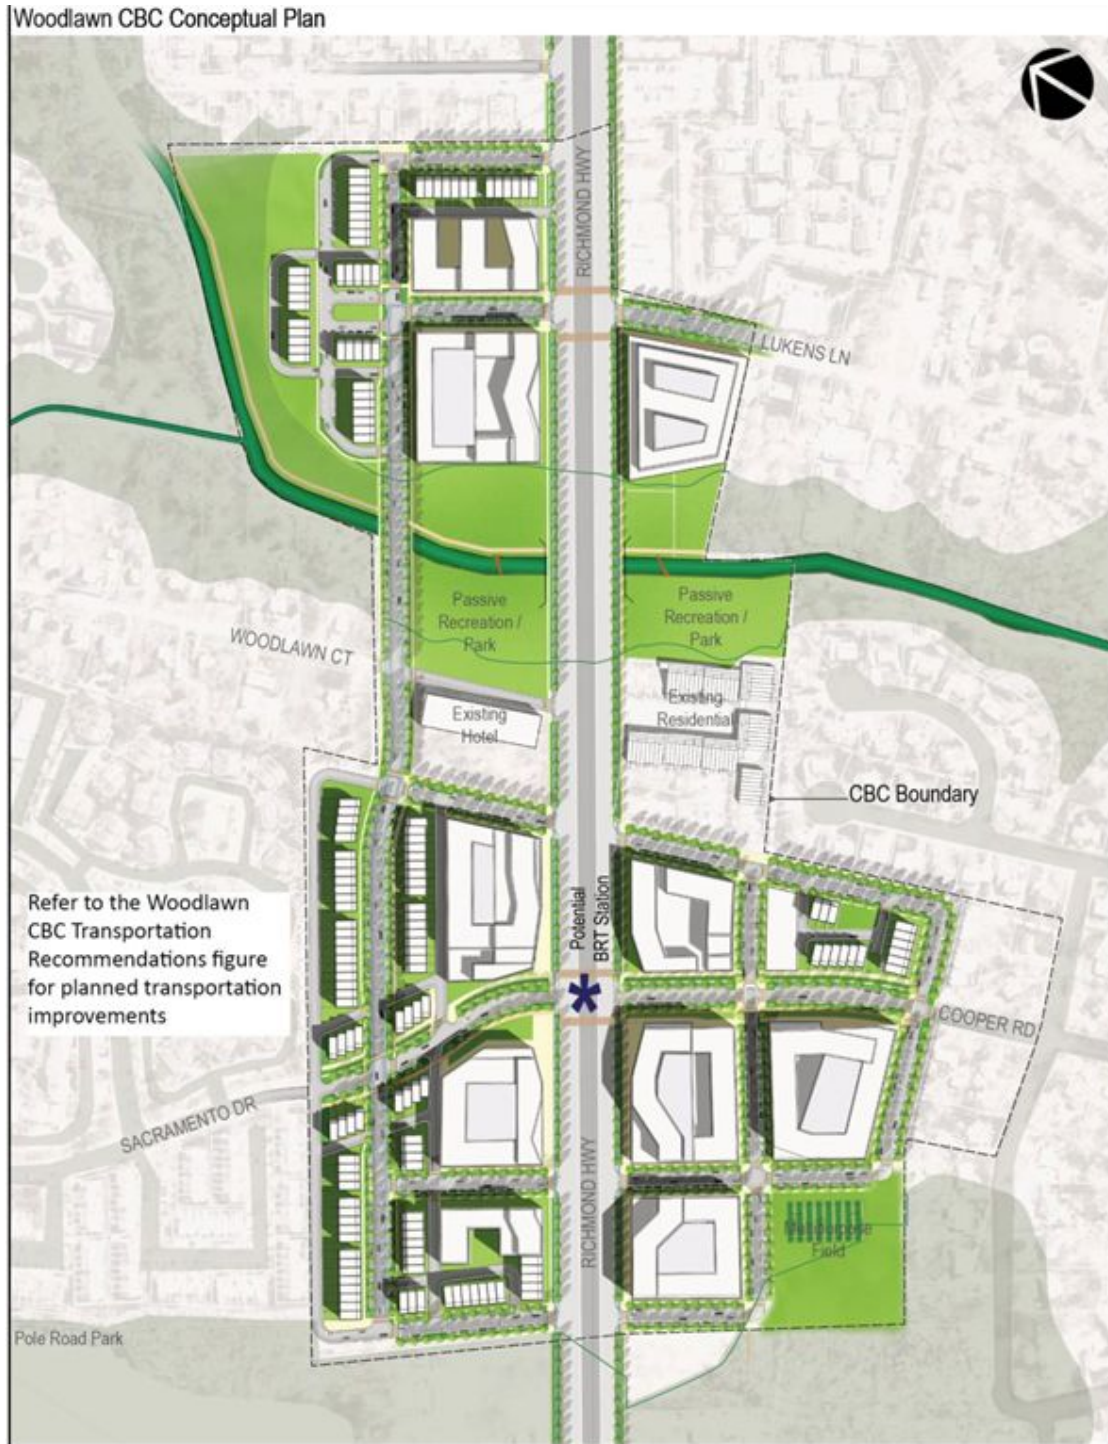 Woodlawn CBC Conceptual Plan
RICHMOND HWY
LUKENS LN
Passive
Recreation /
Park
Passive
Recreation /
Park
WOODLAWN CT
Existing
Hotel
Existing
Residential
CBC Boundary
Refer to the Woodlawn
CBC Transportation
Recommendations figure
for planned transportation
improvements
Potential
BRT Station
COOPER RD
SACRAMENTO DR
RICHMOND HWY
Field
Pole Road Park